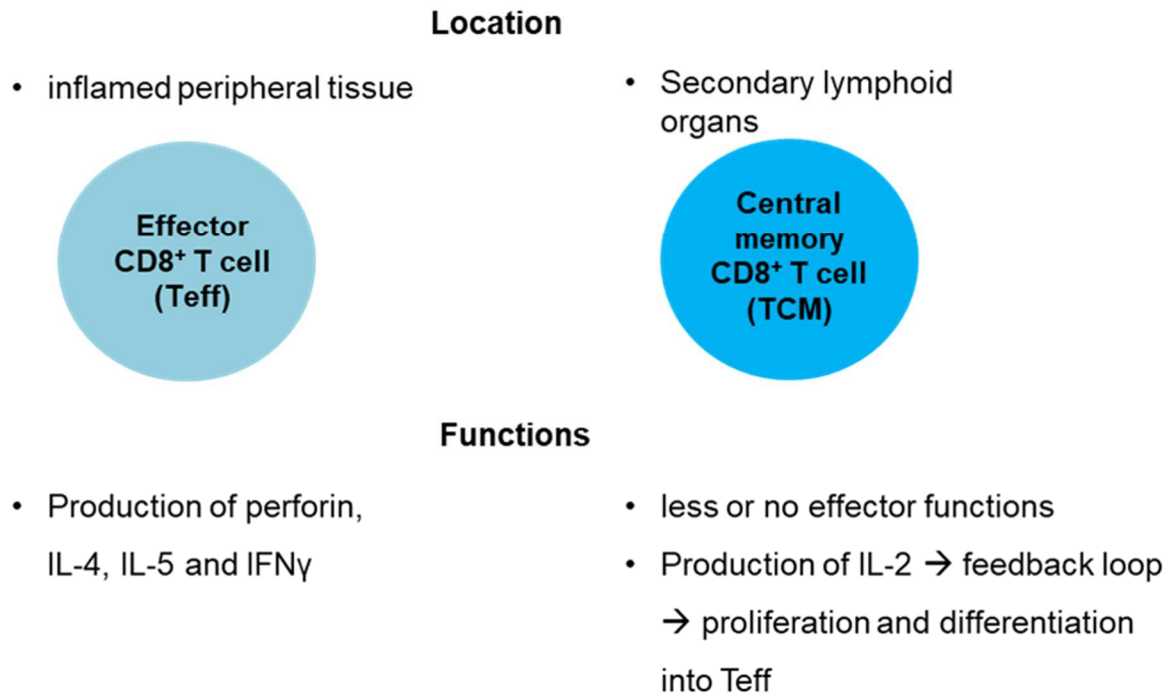 Location
• inflamed peripheral tissue
• Secondary lymphoid
organs
Effector
CD8⁺ T cell
(Teff)
Central
memory
CD8⁺ T cell
(TCM)
Functions
• Production of perforin,
IL-4, IL-5 and IFNγ
• less or no effector functions
• Production of IL-2 → feedback loop
→ proliferation and differentiation
into Teff